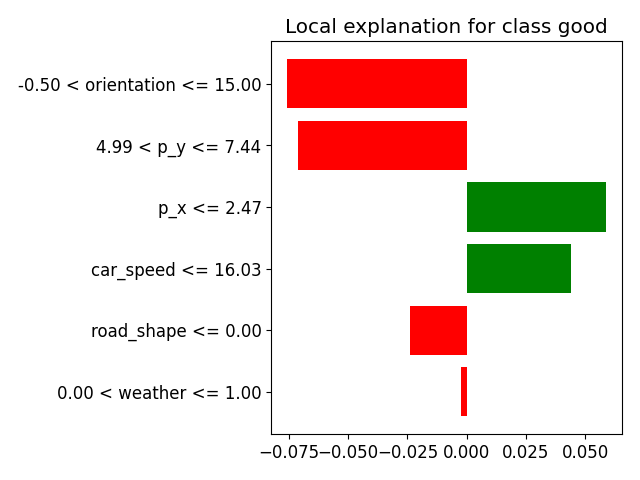 Local explanation for class good
-0.50 < orientation <= 15.00
4.99 < p_y <= 7.44
p_x <= 2.47
car_speed <= 16.03
road_shape <= 0.00
0.00 < weather <= 1.00
−0.075−0.050−0.025 0.000 0.025 0.050